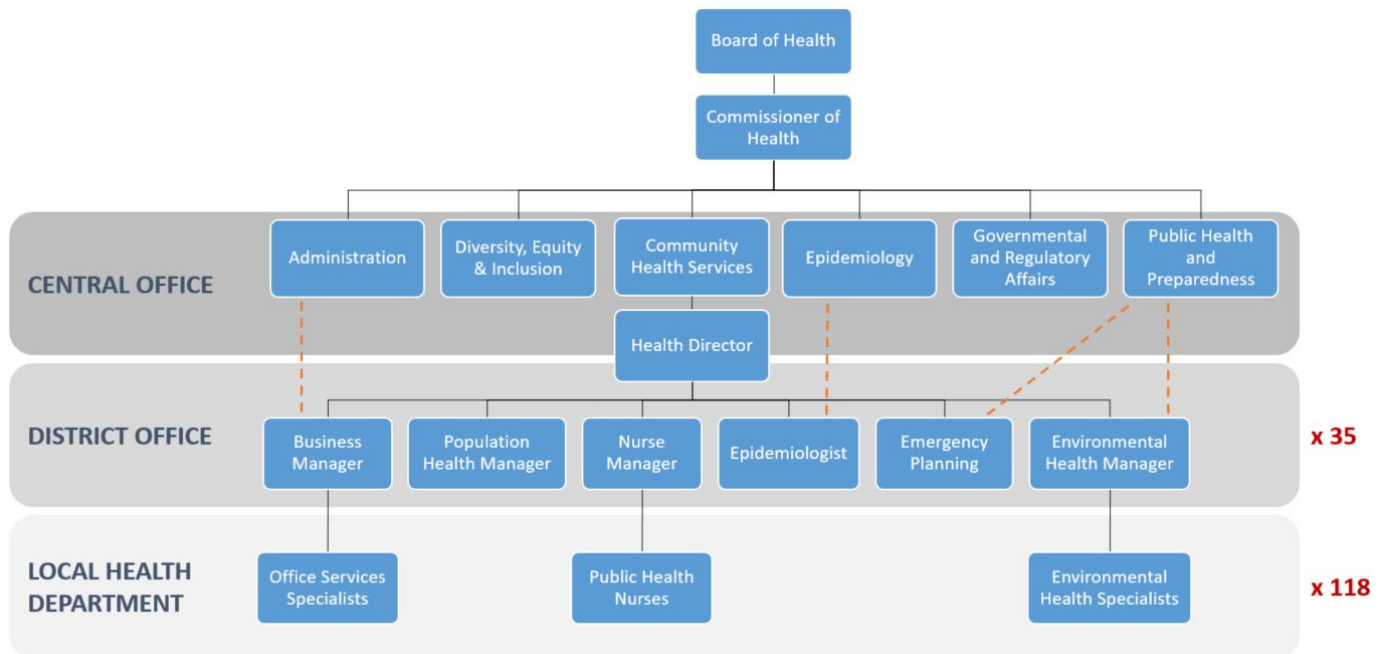 Board of Health
Commissioner of
Health
CENTRAL OFFICE
Administration
Diversity, Equity
& Inclusion
Community
Health Services
Epidemiology
Governmental
and Regulatory
Affairs
Public Health
and
Preparedness
Health Director
DISTRICT OFFICE
Business
Manager
Population
Health Manager
Nurse
Manager
Epidemiologist
Emergency
Planning
Environmental
Health Manager
x 35
LOCAL HEALTH
DEPARTMENT
Office Services
Specialists
Public Health
Nurses
Environmental
Health Specialists
x 118